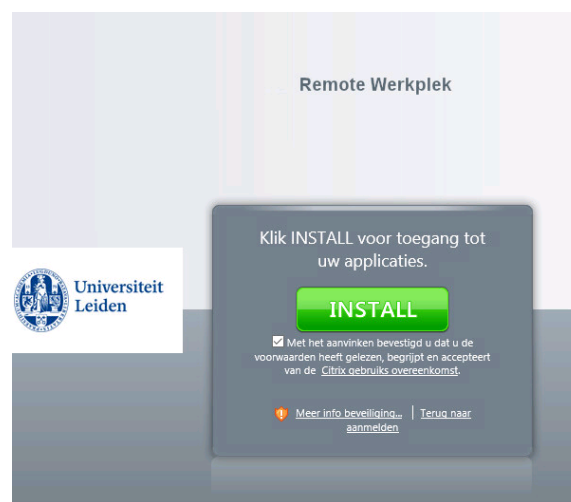 Remote Werkplek
Klik INSTALL voor toegang tot
uw applicaties.
Universiteit
Leiden
INSTALL
Met het aanvinken bevestigd u dat u de
voorwaarden heeft gelezen, begrijpt en accepteert
van de Citrix gebruiks overeenkomst.
Meer info beveiliging... | Terug naar
aanmelden